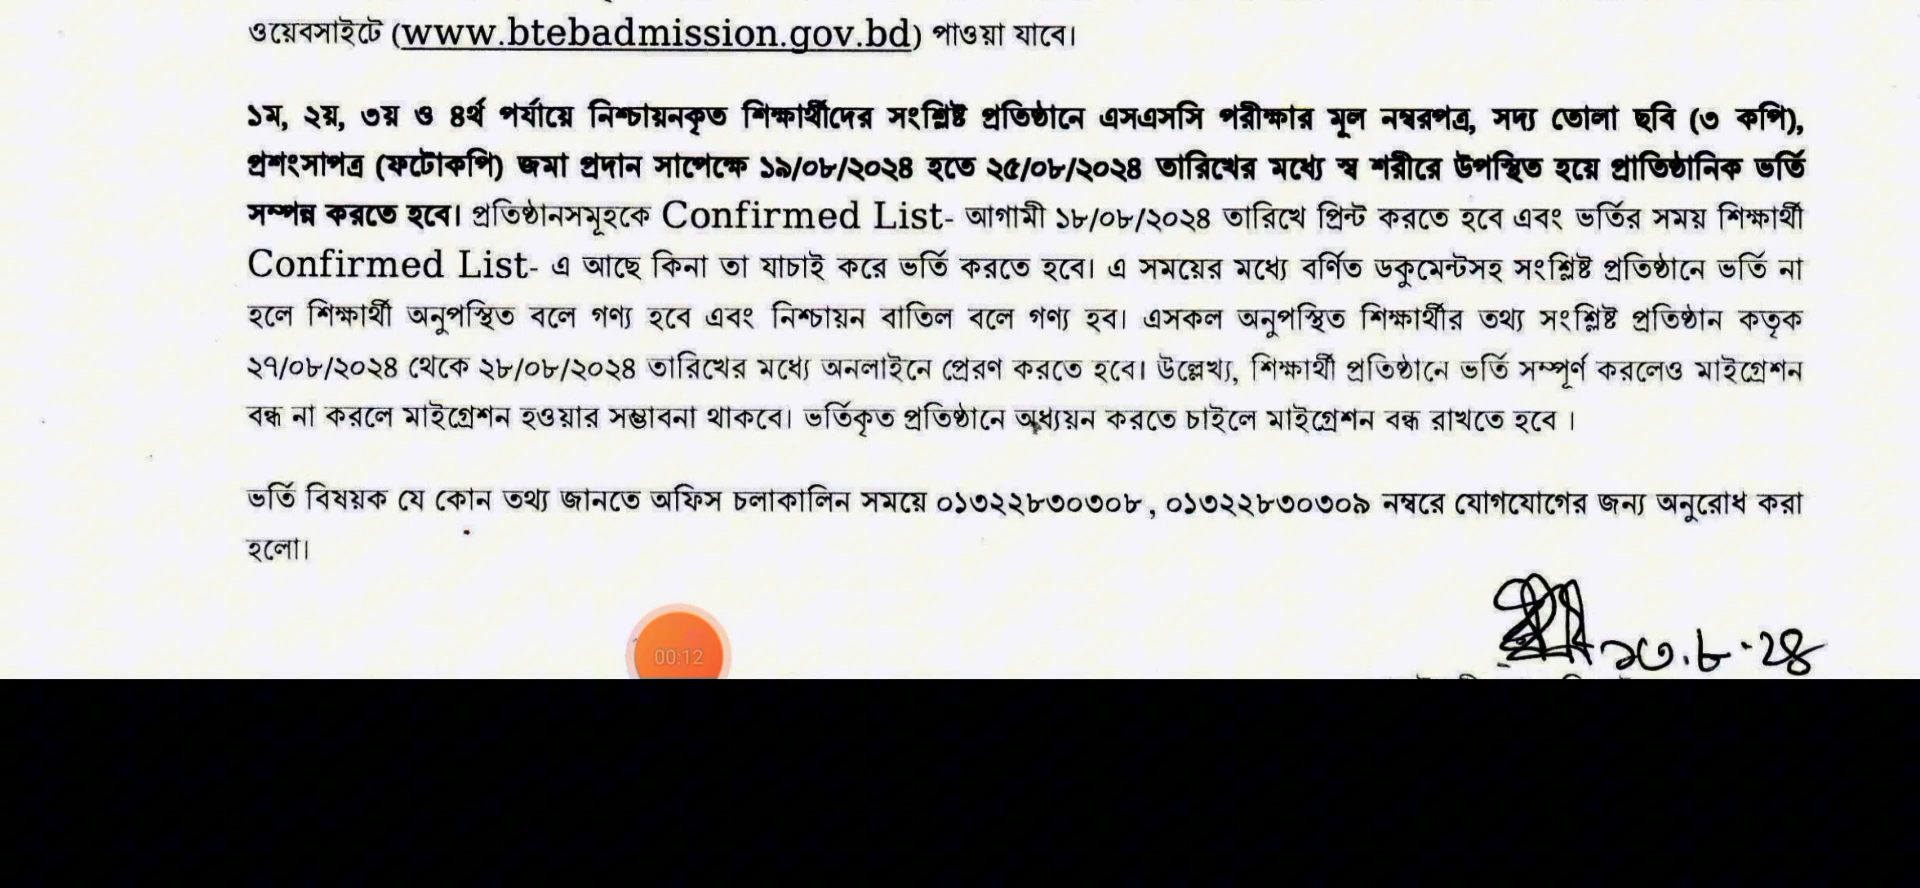 ওয়েবসাইটে (www.btebadmission.gov.bd) পাওয়া যাবে।
১ম, ২য়, ৩য় ও ৪র্থ পর্যায়ে নিশ্চায়নকৃত শিক্ষার্থীদের সংশ্লিষ্ট প্রতিষ্ঠানে এসএসসি পরীক্ষার মূল নম্বরপত্র, সদ্য তোলা ছবি (৩ কপি),
প্রশংসাপত্র (ফটোকপি) জমা প্রদান সাপেক্ষে ১৯/০৮/২০২৪ হতে ২৫/০৮/২০২৪ তারিখের মধ্যে স্ব শরীরে উপস্থিত হয়ে প্রাতিষ্ঠানিক ভর্তি
সম্পন্ন করতে হবে। প্রতিষ্ঠানসমূহকে Confirmed List- আগামী ১৮/০৮/২০২৪ তারিখে প্রিন্ট করতে হবে এবং ভর্তির সময় শিক্ষার্থী
Confirmed List- এ আছে কিনা তা যাচাই করে ভর্তি করতে হবে। এ সময়ের মধ্যে বর্ণিত ডকুমেন্টসহ সংশ্লিষ্ট প্রতিষ্ঠানে ভর্তি না
হলে শিক্ষার্থী অনুপস্থিত বলে গণ্য হবে এবং নিশ্চায়ন বাতিল বলে গণ্য হব। এসকল অনুপস্থিত শিক্ষার্থীর তথ্য সংশ্লিষ্ট প্রতিষ্ঠান কতৃক
২৭/০৮/২০২৪ থেকে ২৮/০৮/২০২৪ তারিখের মধ্যে অনলাইনে প্রেরণ করতে হবে। উল্লেখ্য, শিক্ষার্থী প্রতিষ্ঠানে ভর্তি সম্পূর্ণ করলেও মাইগ্রেশন
বন্ধ না করলে মাইগ্রেশন হওয়ার সম্ভাবনা থাকবে। ভর্তিকৃত প্রতিষ্ঠানে অধ্যয়ন করতে চাইলে মাইগ্রেশন বন্ধ রাখতে হবে ।
ভর্তি বিষয়ক যে কোন তথ্য জানতে অফিস চলাকালিন সময়ে ০১৩২২৮৩০৩০৮, ০১৩২২৮৩০৩০৯ নম্বরে যোগযোগের জন্য অনুরোধ করা
হলো।
১৩.৮.২৪
00:12